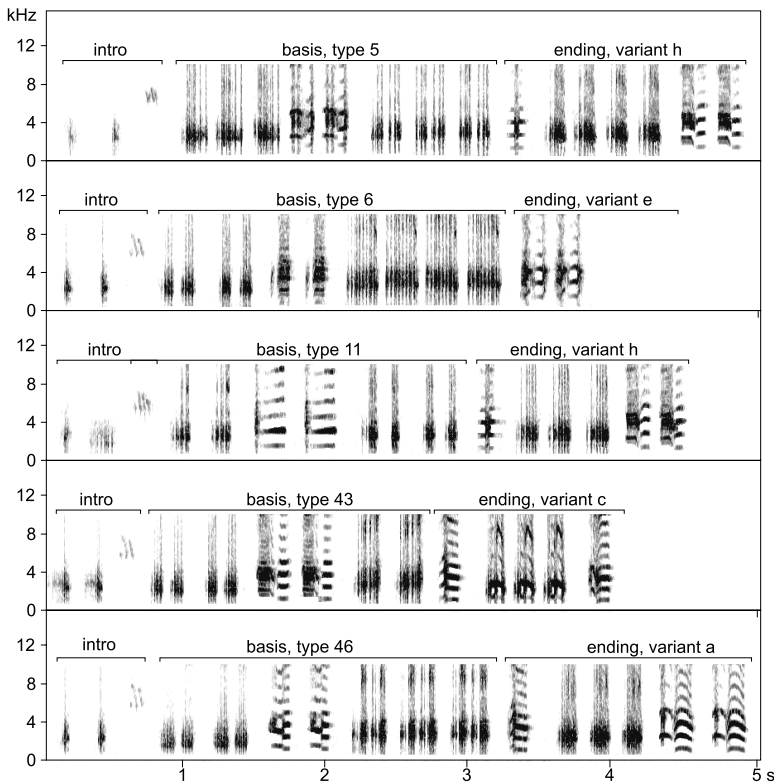 kHz
intro basis, type 5 ending, variant h
12
8
4
0
intro basis, type 6 ending, variant e
12
8
4
0
intro basis, type 11 ending, variant h
12
8
4
0
intro basis, type 43 ending, variant c
12
8
4
0
intro basis, type 46 ending, variant a
12
8
4
0
1 2 3 4 5 s